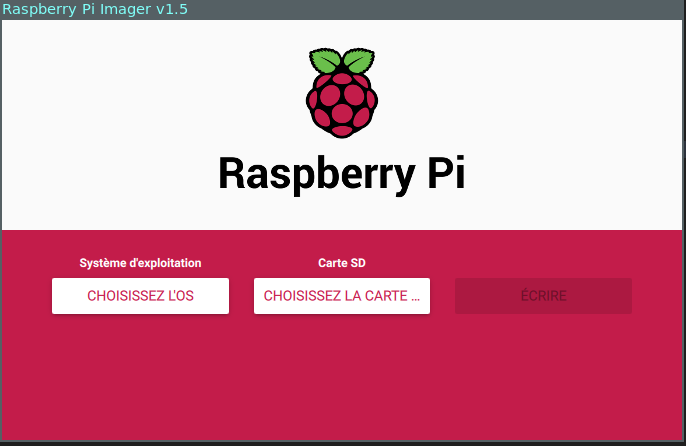 Raspberry Pi Imager v1.5
Raspberry Pi
Système d'exploitation
Carte SD
CHOISISSEZ L'OS
CHOISISSEZ LA CARTE ...
ÉCRIRE